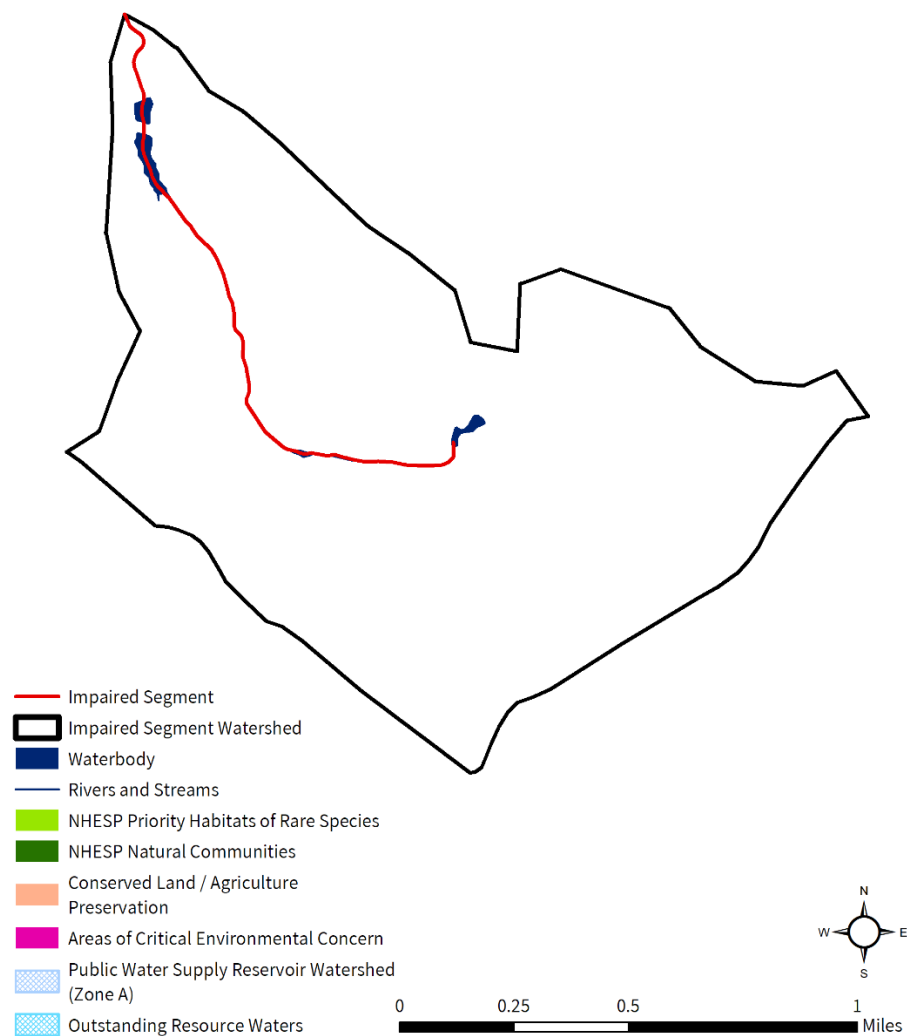 Impaired Segment
Impaired Segment Watershed
Waterbody
Rivers and Streams
NHESP Priority Habitats of Rare Species
NHESP Natural Communities
Conserved Land / Agriculture
Preservation
Areas of Critical Environmental Concern
Public Water Supply Reservoir Watershed
(Zone A)
Outstanding Resource Waters
N
W E
S
0 0.25 0.5 1
Miles